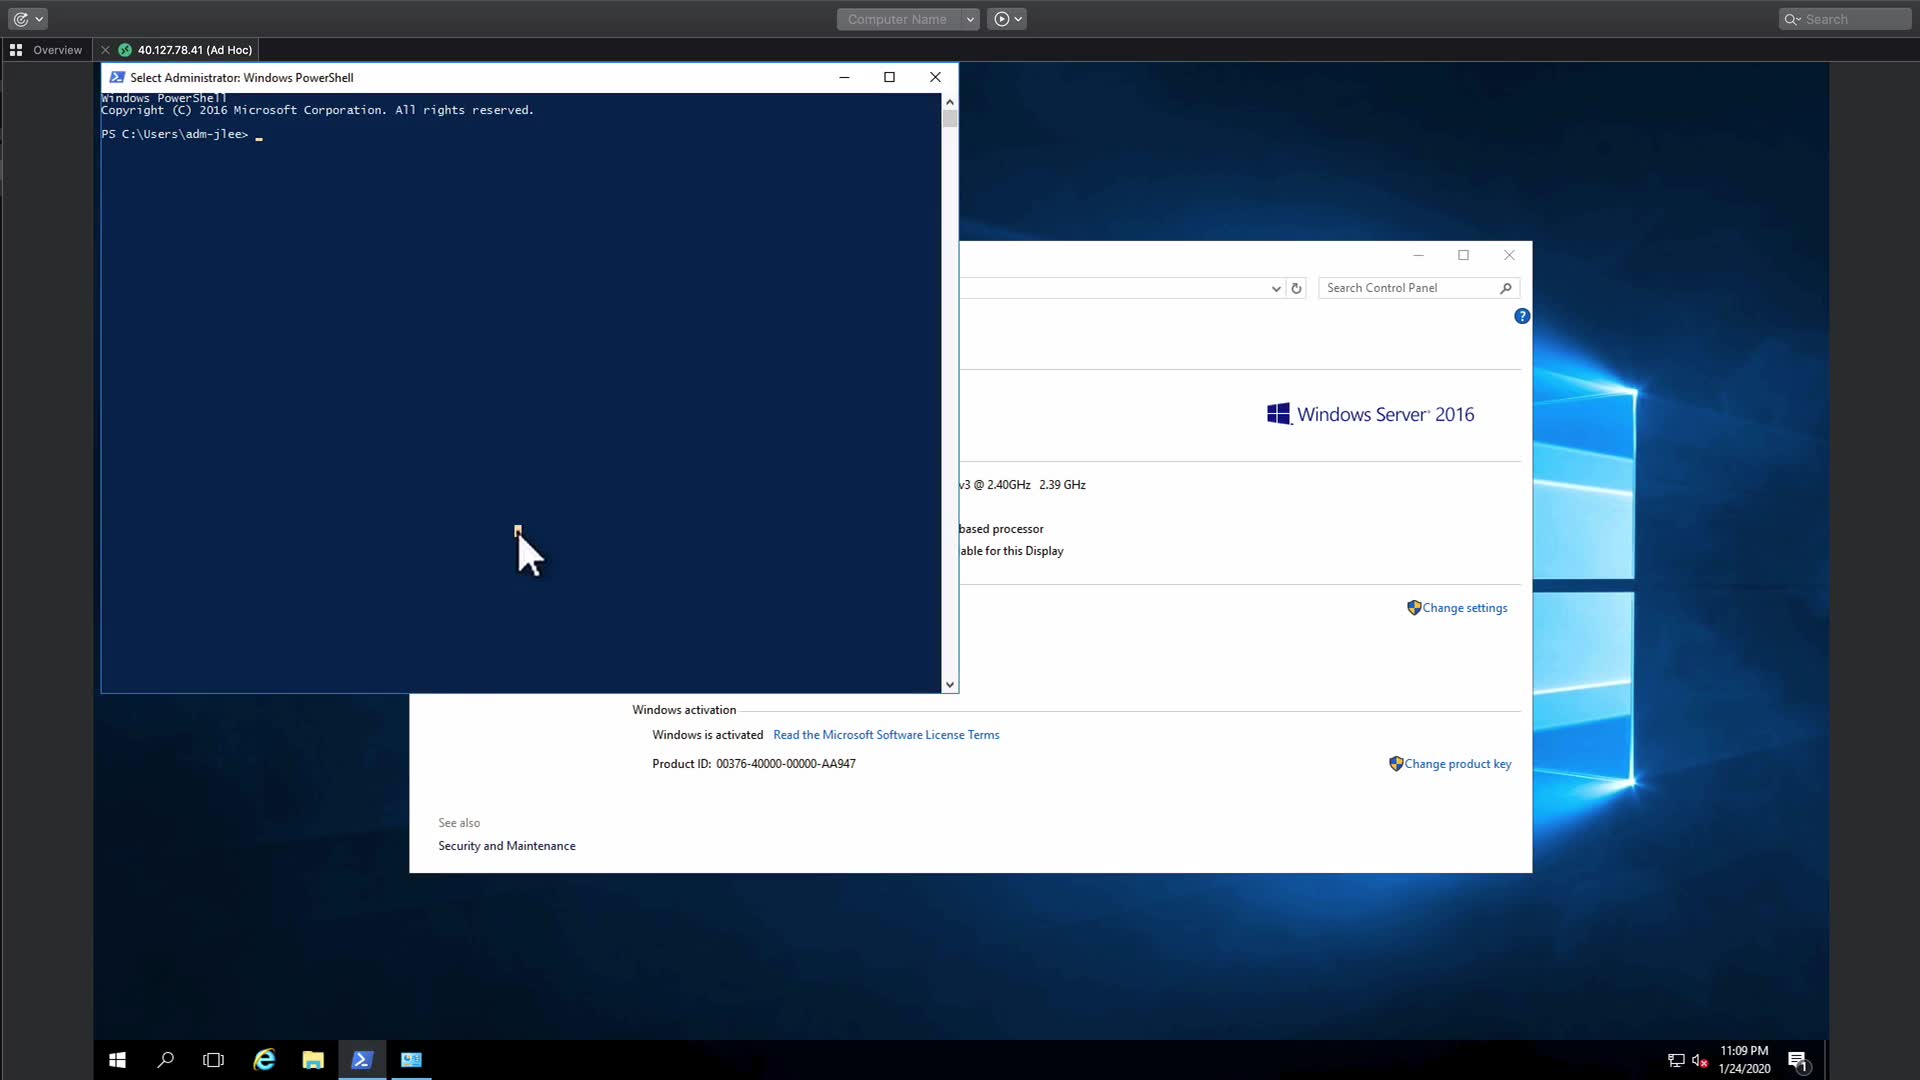 Computer Name
Search
Overview
40.127.78.41 (Ad Hoc)
Select Administrator: Windows PowerShell
Windows PowerShell
Copyright (C) 2016 Microsoft Corporation. All rights reserved.
PS C:\Users\adm-jlee> _
Search Control Panel
?
Windows Server 2016
v3 @ 2.40GHz 2.39 GHz
based processor
able for this Display
Change settings
Windows activation
Windows is activated Read the Microsoft Software License Terms
Product ID: 00376-40000-00000-AA947
Change product key
See also
Security and Maintenance
11:09 PM
1/24/2020
1